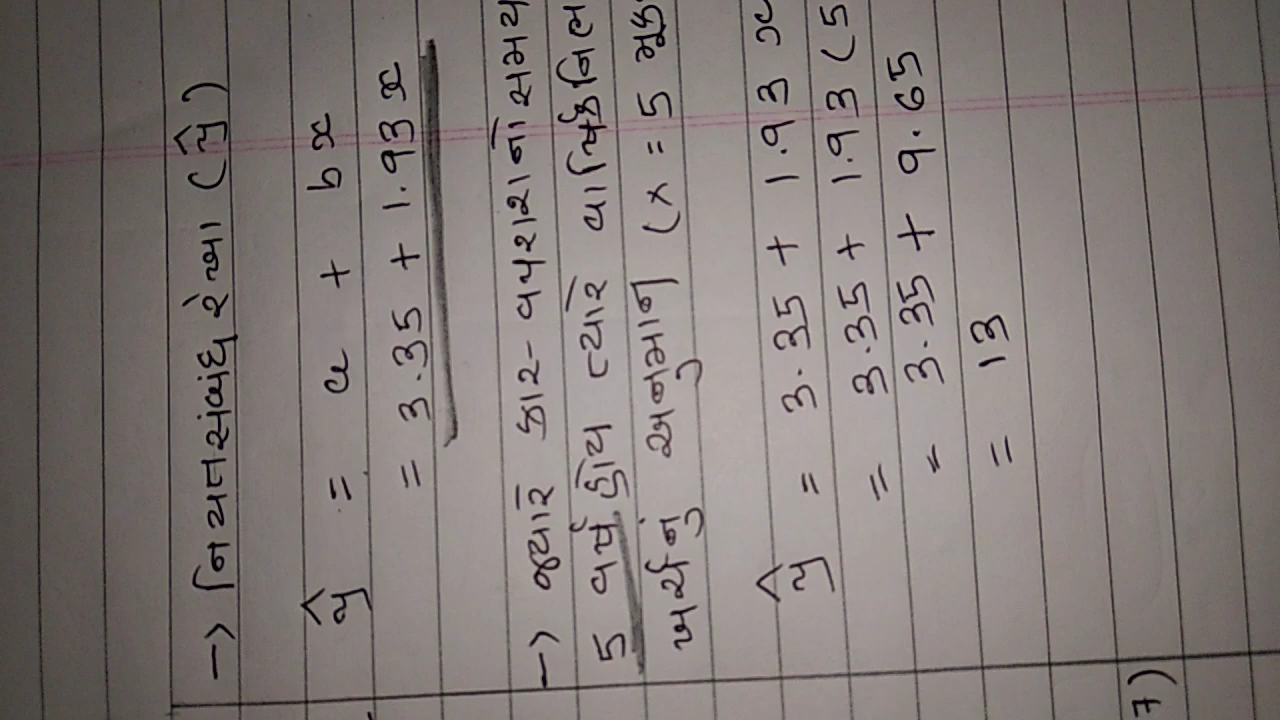 → નિયતસંબંધ રેખા (ŷ)
ŷ = a + bx
= 3.35 + 1.93x
→ જ્યારે કાર-વપરાશનો સમય
5 વર્ષ હોય ત્યારે વાર્ષિક
ખર્ચનું અનુમાન (x = 5
ŷ = 3.35 + 1.93x
= 3.35 + 1.93 (5
= 3.35 + 9.65
= 13
7)